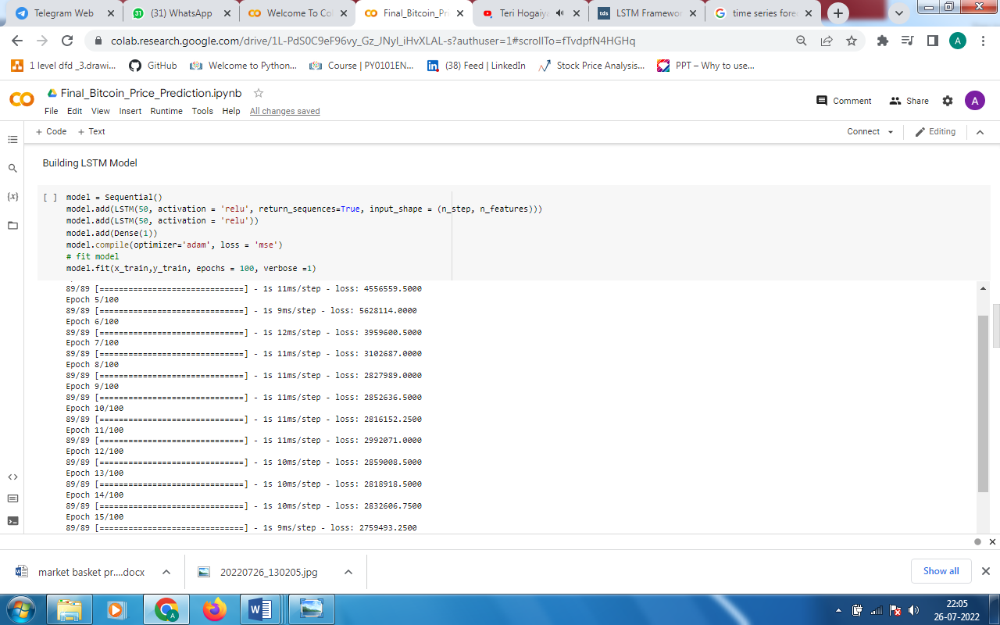 Telegram Web
(31) WhatsApp
Welcome To Co
Final_Bitcoin_Pr
Teri Hogaiya
LSTM Framewor
time series fore
colab.research.google.com/drive/1L-PdS0C9eF96vy_Gz_JNyl_iHvXLAL-s?authuser=1#scrollTo=fTvdpfN4HGHq
A
1 level dfd _3.drawi...
GitHub
Welcome to Python...
Course | PY0101EN...
(38) Feed | LinkedIn
Stock Price Analysis...
PPT – Why to use...
Final_Bitcoin_Price_Prediction.ipynb
Comment
Share
A
File Edit View Insert Runtime Tools Help All changes saved
+ Code + Text
Connect
Editing
Building LSTM Model
[ ] model = Sequential()
model.add(LSTM(50, activation = 'relu', return_sequences=True, input_shape = (n_step, n_features)))
model.add(LSTM(50, activation = 'relu'))
model.add(Dense(1))
model.compile(optimizer='adam', loss = 'mse')
# fit model
model.fit(x_train,y_train, epochs = 100, verbose =1)
89/89 [==============================] - 1s 11ms/step - loss: 4556559.5000
Epoch 5/100
89/89 [==============================] - 1s 9ms/step - loss: 5628114.0000
Epoch 6/100
89/89 [==============================] - 1s 12ms/step - loss: 3959600.5000
Epoch 7/100
89/89 [==============================] - 1s 11ms/step - loss: 3102687.0000
Epoch 8/100
89/89 [==============================] - 1s 11ms/step - loss: 2827989.0000
Epoch 9/100
89/89 [==============================] - 1s 11ms/step - loss: 2852636.5000
Epoch 10/100
89/89 [==============================] - 1s 11ms/step - loss: 2816152.2500
Epoch 11/100
89/89 [==============================] - 1s 11ms/step - loss: 2992071.0000
Epoch 12/100
89/89 [==============================] - 1s 10ms/step - loss: 2859008.5000
Epoch 13/100
89/89 [==============================] - 1s 10ms/step - loss: 2818918.5000
Epoch 14/100
89/89 [==============================] - 1s 10ms/step - loss: 2832606.7500
Epoch 15/100
89/89 [==============================] - 1s 9ms/step - loss: 2759493.2500
market basket pr....docx
20220726_130205.jpg
Show all
22:05
26-07-2022